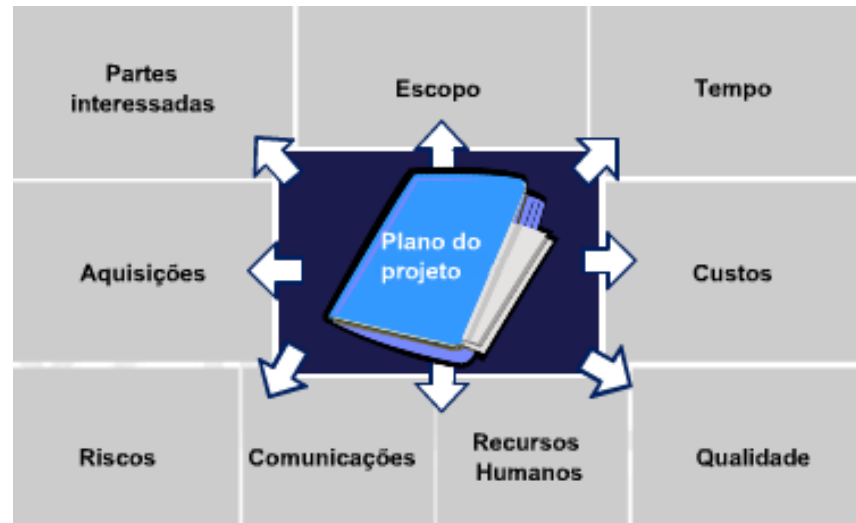 Partes
interessadas
Escopo
Tempo
Plano do
projeto
Aquisições
Custos
Riscos
Comunicações
Recursos
Humanos
Qualidade